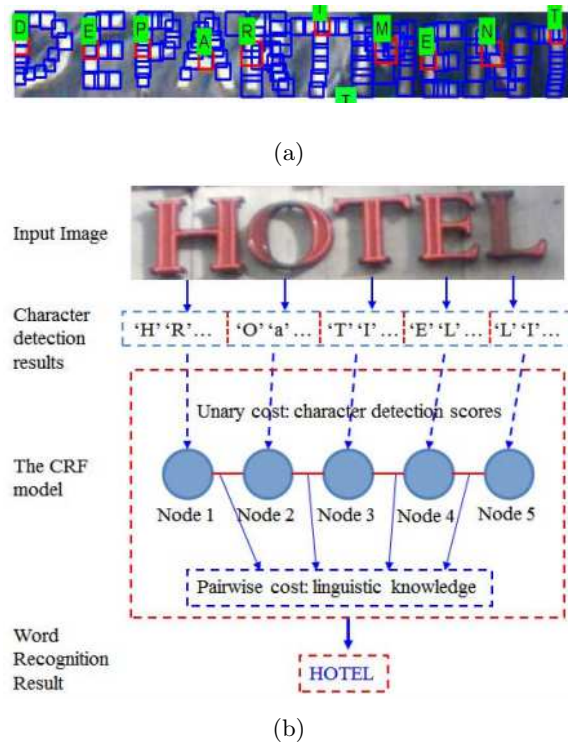 D E P A R T I M E N T
(a)
Input Image
HOTEL
Character detection results
'H' 'R'... 'O' 'a'... 'T' 'I'... 'E' 'L'... 'L' 'I'...
Unary cost: character detection scores
The CRF model
Node 1 Node 2 Node 3 Node 4 Node 5
Pairwise cost: linguistic knowledge
Word Recognition Result
HOTEL
(b)